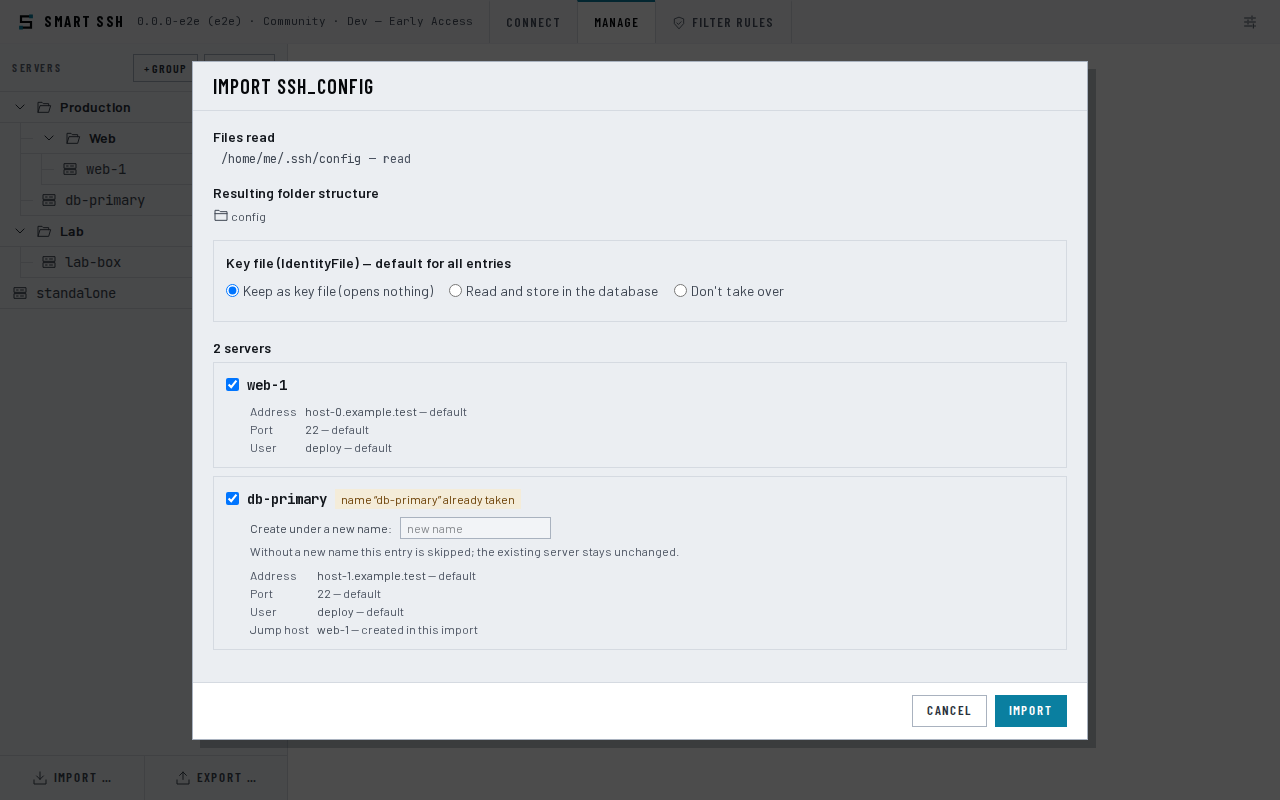 SMART SSH 0.0.0-e2e (e2e) · Community · Dev — Early Access CONNECT MANAGE FILTER RULES
SERVERS +GROUP
Production
Web
web-1
db-primary
Lab
lab-box
standalone
IMPORT … EXPORT …
IMPORT SSH_CONFIG
Files read
/home/me/.ssh/config — read
Resulting folder structure
config
Key file (IdentityFile) — default for all entries
Keep as key file (opens nothing) Read and store in the database Don't take over
2 servers
web-1
Address host-0.example.test — default
Port 22 — default
User deploy — default
db-primary name “db-primary” already taken
Create under a new name: new name
Without a new name this entry is skipped; the existing server stays unchanged.
Address host-1.example.test — default
Port 22 — default
User deploy — default
Jump host web-1 — created in this import
CANCEL IMPORT